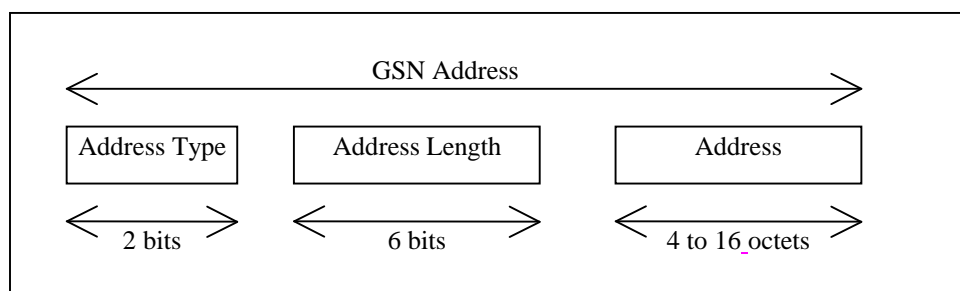 GSN Address
Address Type Address Length Address
2 bits 6 bits 4 to 16 octets